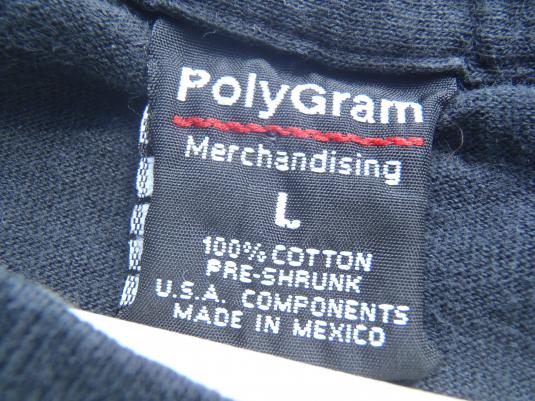 PolyGram
Merchandising
L
100% COTTON
PRE-SHRUNK
U.S.A. COMPONENTS
MADE IN MEXICO